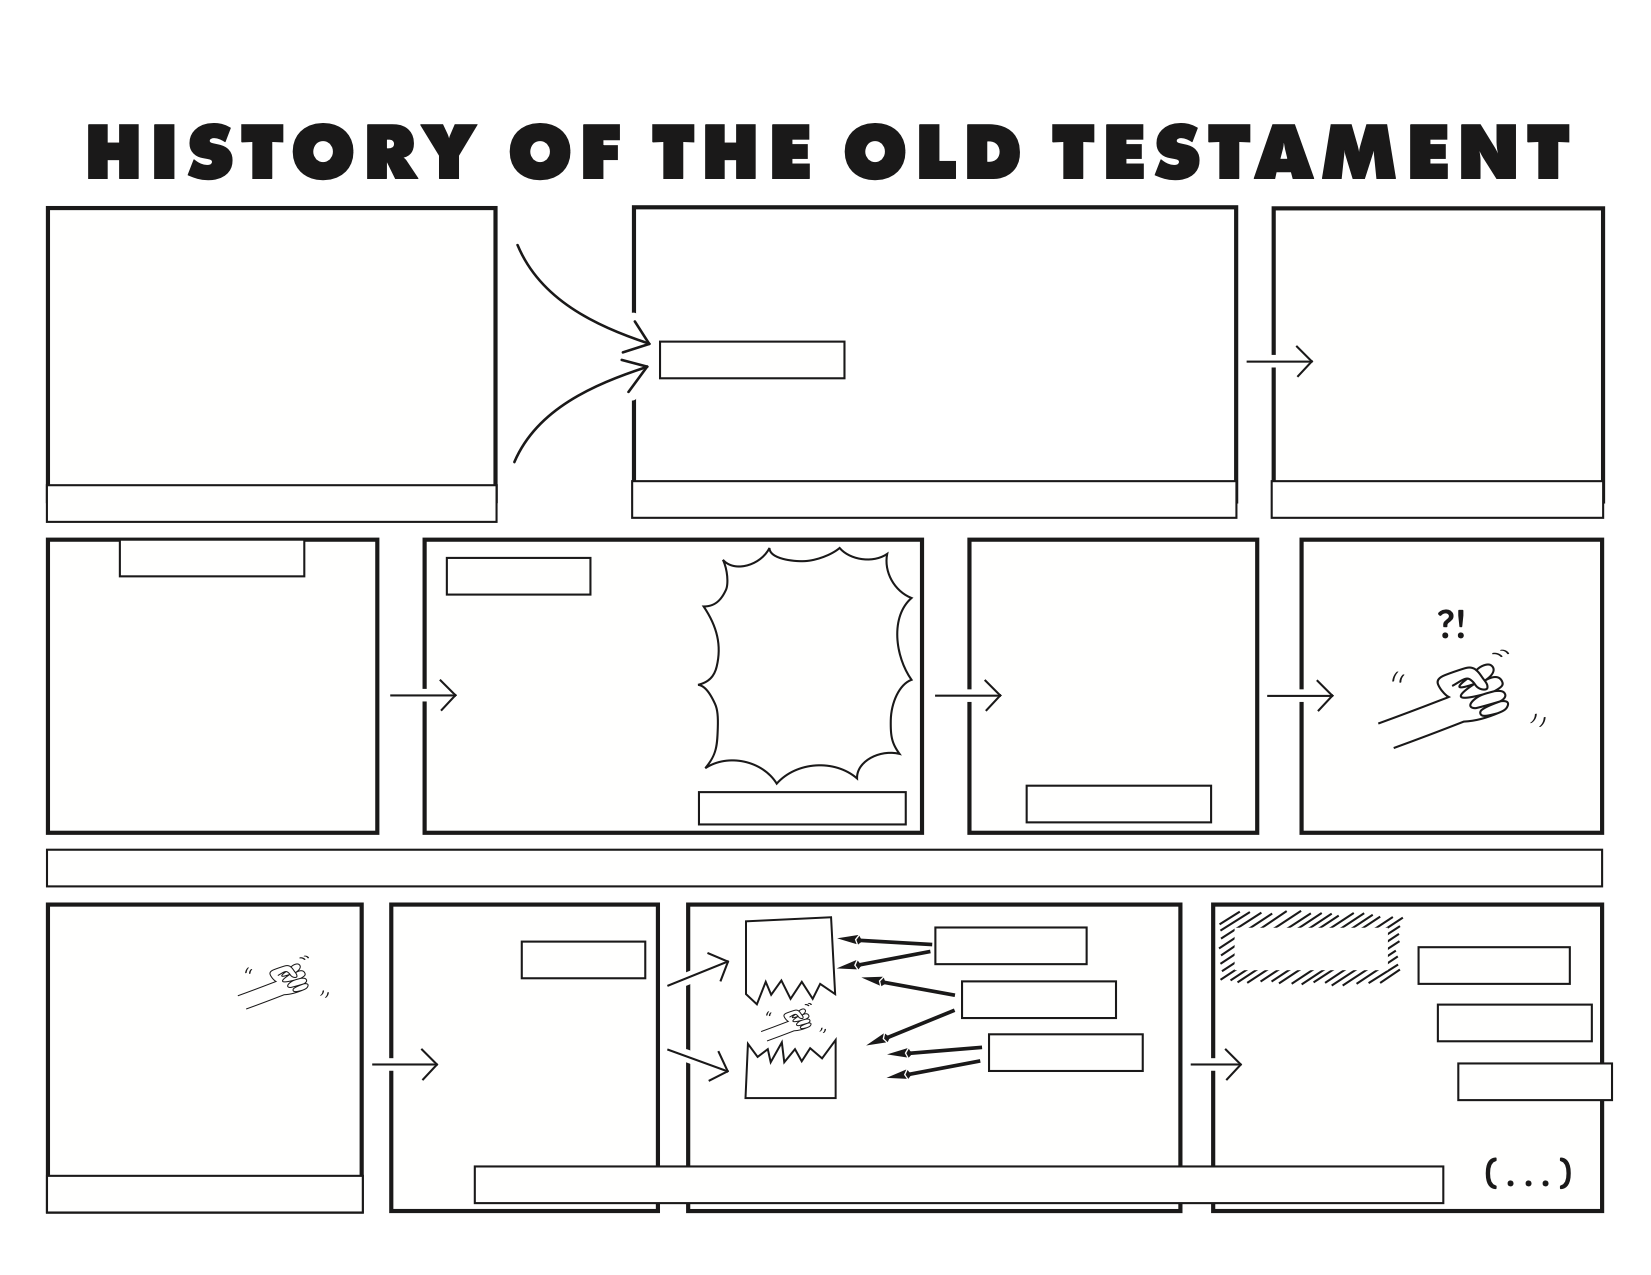 HISTORY OF THE OLD TESTAMENT
?!
(...)